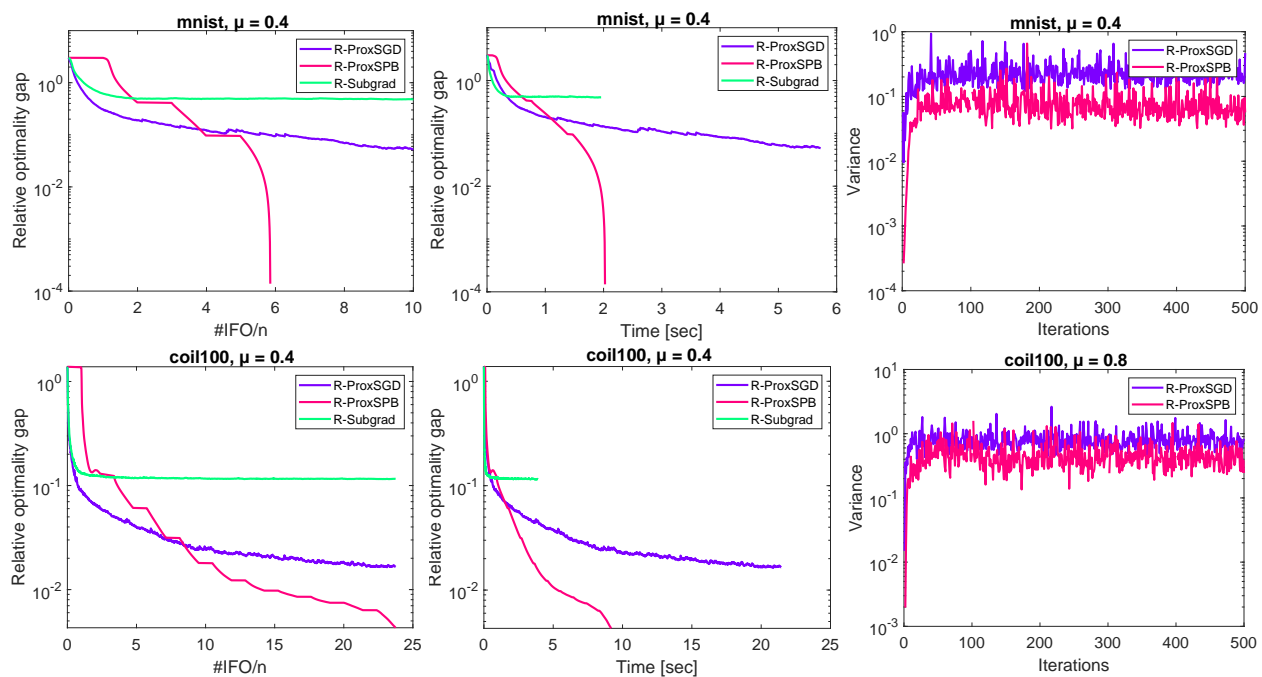 mnist, μ = 0.4
Relative optimality gap
10^0
10^-2
10^-4
0 2 4 6 8 10
#IFO/n
R-ProxSGD
R-ProxSPB
R-Subgrad
mnist, μ = 0.4
Relative optimality gap
10^0
10^-2
10^-4
0 1 2 3 4 5 6
Time [sec]
R-ProxSGD
R-ProxSPB
R-Subgrad
mnist, μ = 0.4
Variance
10^0
10^-1
10^-2
10^-3
10^-4
0 100 200 300 400 500
Iterations
R-ProxSGD
R-ProxSPB
coil100, μ = 0.4
Relative optimality gap
10^0
10^-1
10^-2
0 5 10 15 20 25
#IFO/n
R-ProxSGD
R-ProxSPB
R-Subgrad
coil100, μ = 0.4
Relative optimality gap
10^0
10^-1
10^-2
0 5 10 15 20 25
Time [sec]
R-ProxSGD
R-ProxSPB
R-Subgrad
coil100, μ = 0.8
Variance
10^1
10^0
10^-1
10^-2
10^-3
0 100 200 300 400 500
Iterations
R-ProxSGD
R-ProxSPB